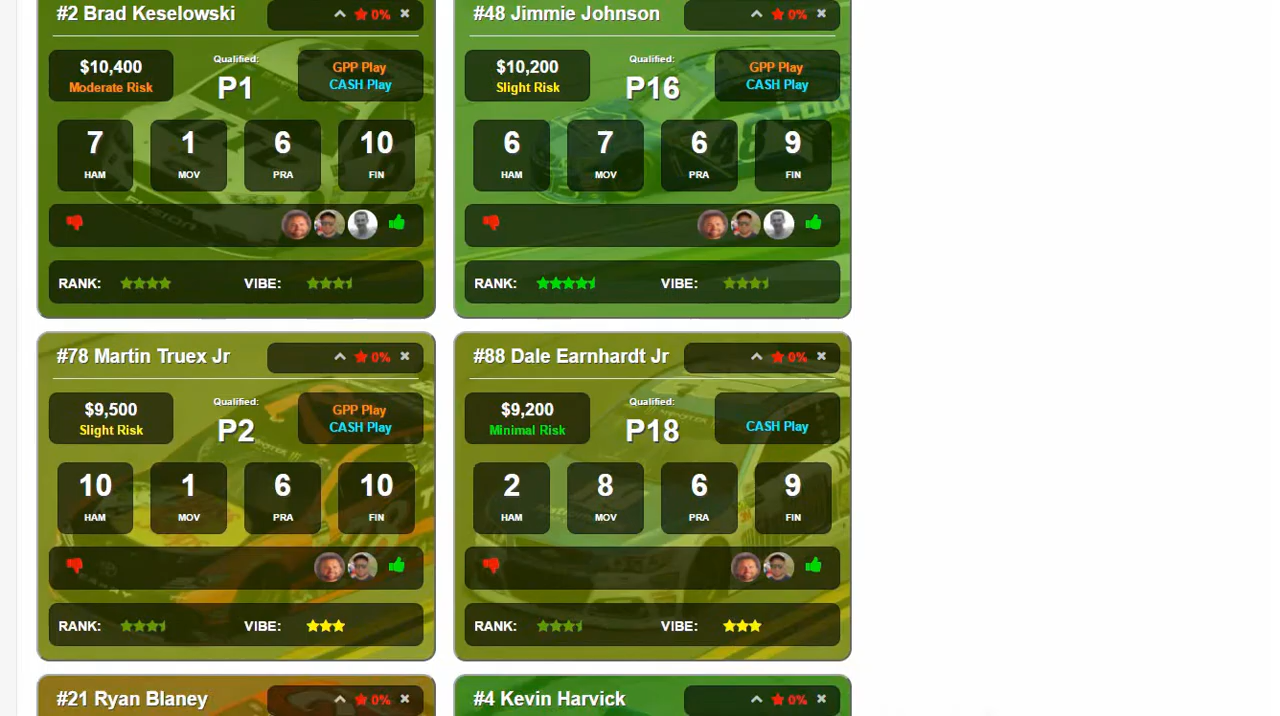 #2 Brad Keselowski
0%
$10,400
Moderate Risk
Qualified:
P1
GPP Play
CASH Play
7
HAM
1
MOV
6
PRA
10
FIN
RANK:
VIBE:
#48 Jimmie Johnson
0%
$10,200
Slight Risk
Qualified:
P16
GPP Play
CASH Play
6
HAM
7
MOV
6
PRA
9
FIN
RANK:
VIBE:
#78 Martin Truex Jr
0%
$9,500
Slight Risk
Qualified:
P2
GPP Play
CASH Play
10
HAM
1
MOV
6
PRA
10
FIN
RANK:
VIBE:
#88 Dale Earnhardt Jr
0%
$9,200
Minimal Risk
Qualified:
P18
CASH Play
2
HAM
8
MOV
6
PRA
9
FIN
RANK:
VIBE:
#21 Ryan Blaney
0%
#4 Kevin Harvick
0%